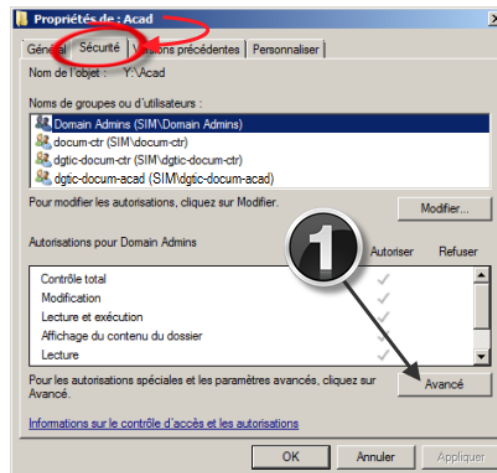 Propriétés de : Acad
Général Sécurité Versions précédentes Personnaliser
Nom de l'objet : Y:\Acad
Noms de groupes ou d'utilisateurs :
Domain Admins (SIM\Domain Admins)
docum-ctr (SIM\docum-ctr)
dgtic-docum-ctr (SIM\dgtic-docum-ctr)
dgtic-docum-acad (SIM\dgtic-docum-acad)
Pour modifier les autorisations, cliquez sur Modifier.
Modifier...
Autorisations pour Domain Admins
1
Autoriser Refuser
Contrôle total
Modification
Lecture et exécution
Affichage du contenu du dossier
Lecture
Pour les autorisations spéciales et les paramètres avancés, cliquez sur
Avancé.
Avancé
Informations sur le contrôle d'accès et les autorisations
OK Annuler Appliquer